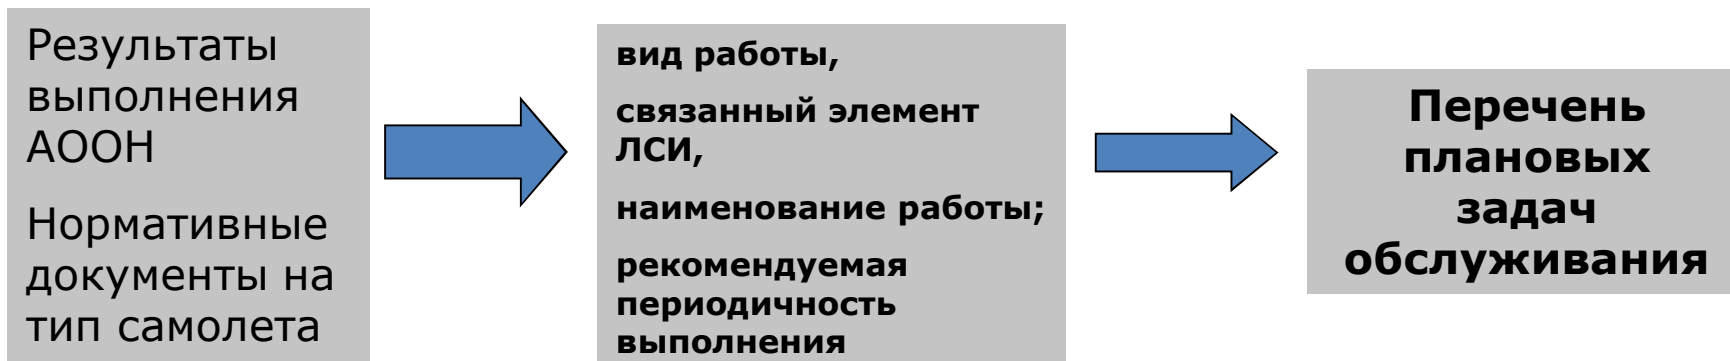 Результаты
выполнения
АООН
Нормативные
документы на
тип самолета
вид работы,
связанный элемент
ЛСИ,
наименование работы;
рекомендуемая
периодичность
выполнения
Перечень
плановых
задач
обслуживания